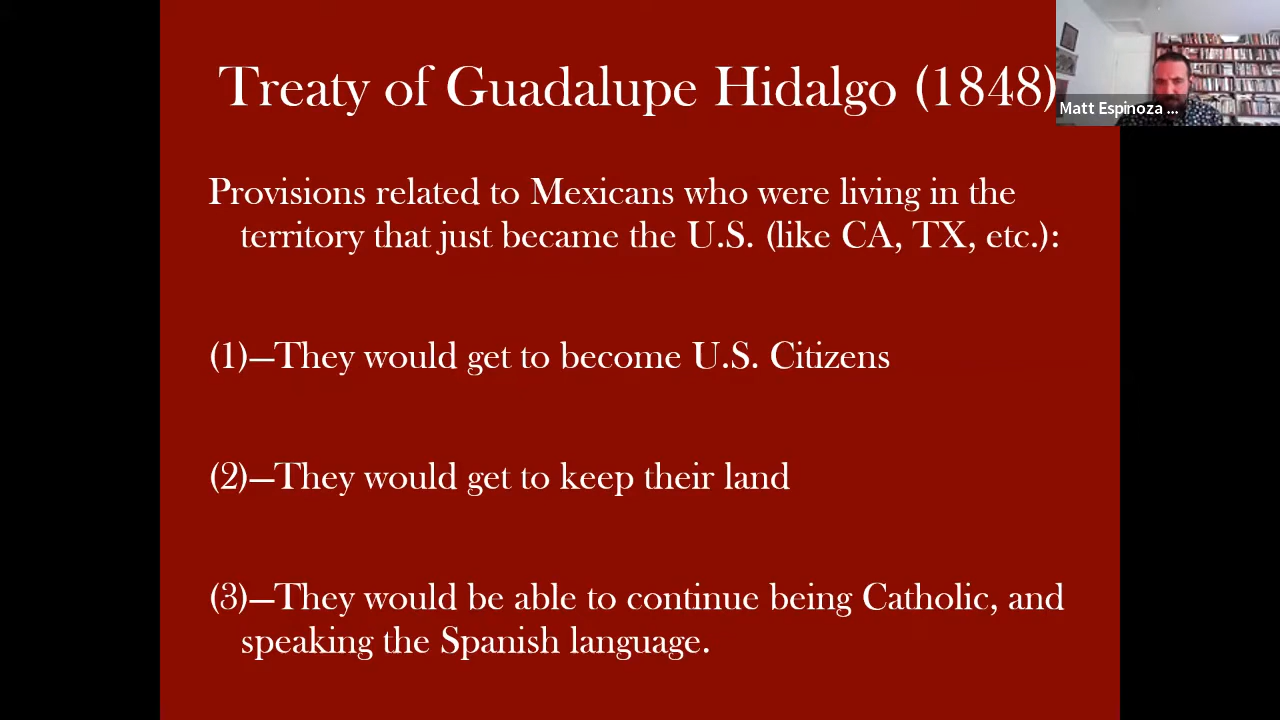 Treaty of Guadalupe Hidalgo (1848)
Matt Espinoza ...
Provisions related to Mexicans who were living in the
territory that just became the U.S. (like CA, TX, etc.):
(1)—They would get to become U.S. Citizens
(2)—They would get to keep their land
(3)—They would be able to continue being Catholic, and
speaking the Spanish language.